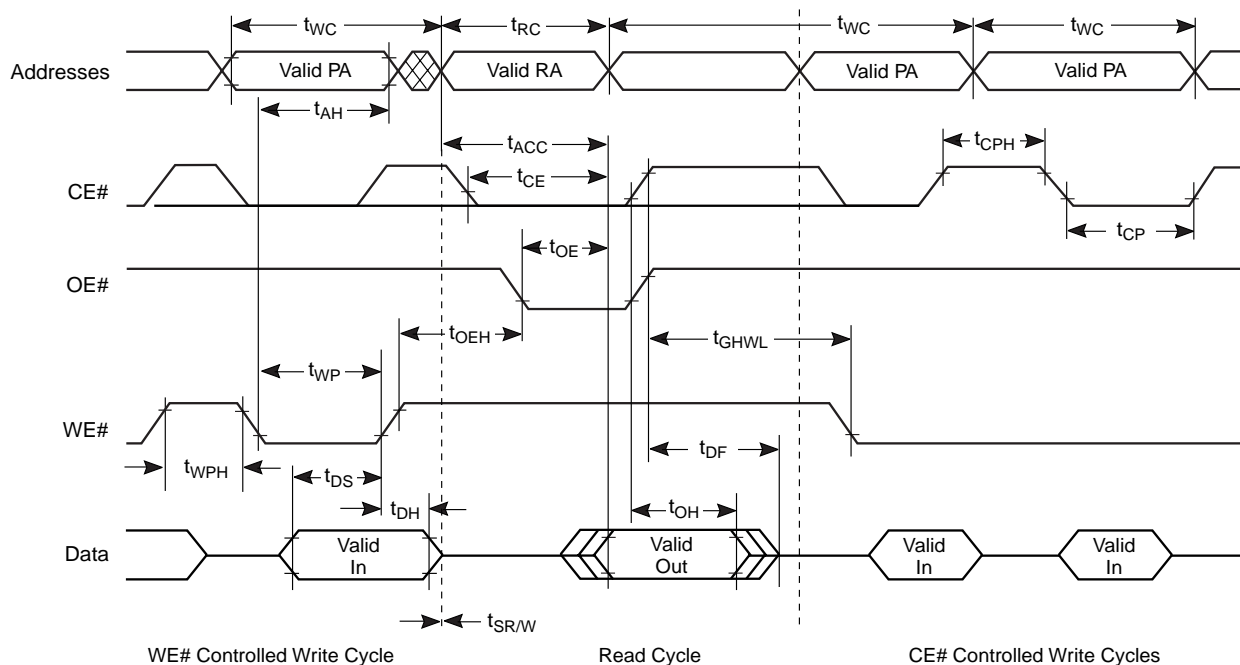 tWC tRC tWC tWC
Addresses Valid PA Valid RA Valid PA Valid PA
tAH
tACC tCPH
CE# tCE
tOE tCP
OE#
tOEH tGHWL
tWP
WE#
tWPH tDS tDF
tDH tOH
Data Valid In Valid Out Valid In Valid In
tSR/W
WE# Controlled Write Cycle Read Cycle CE# Controlled Write Cycles